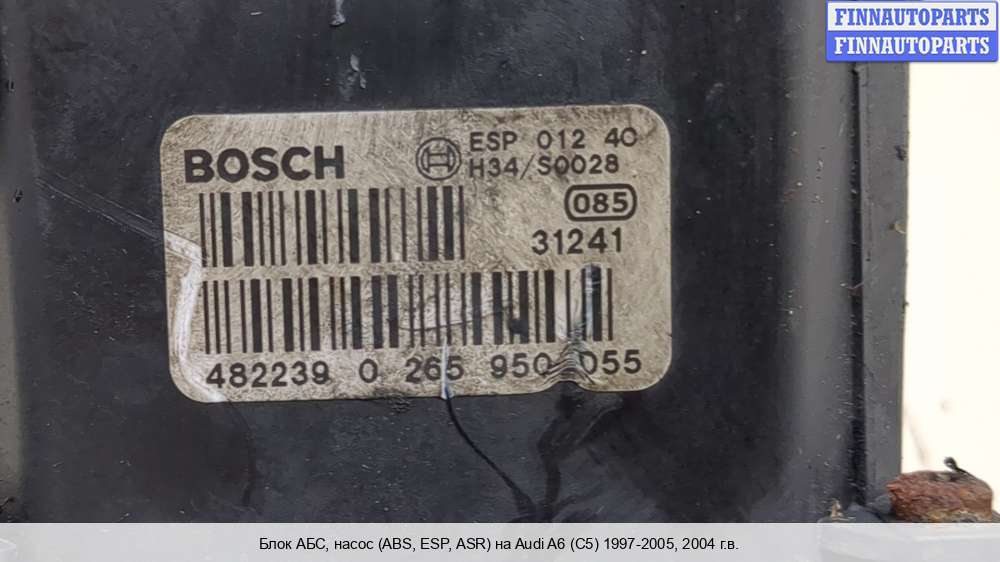 FINNAUTOPARTS
FINNAUTOPARTS
BOSCH
ESP 012 40
H34/S0028
085
31241
482239 0 265 950 055
Блок АБС, насос (ABS, ESP, ASR) на Audi A6 (C5) 1997-2005, 2004 г.в.